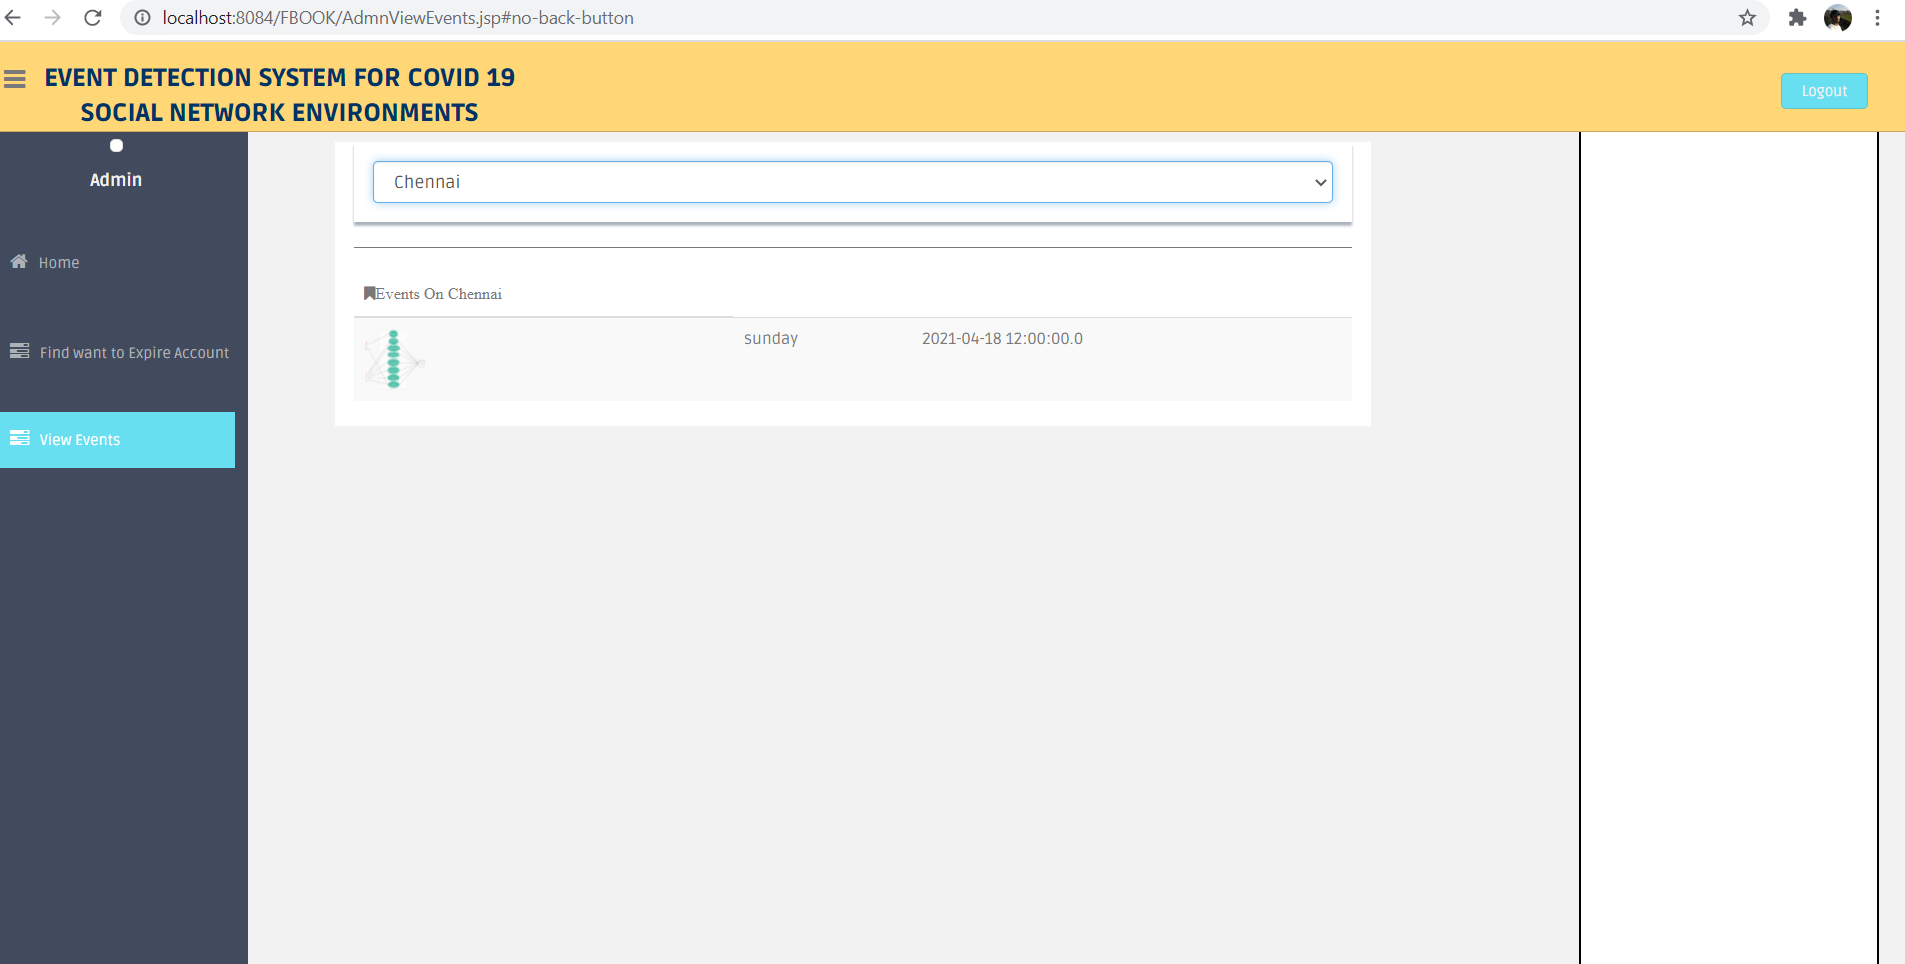 localhost:8084/FBOOK/AdmnViewEvents.jsp#no-back-button
EVENT DETECTION SYSTEM FOR COVID 19
SOCIAL NETWORK ENVIRONMENTS
Logout
Admin
Home
Find want to Expire Account
View Events
Chennai
Events On Chennai
sunday 2021-04-18 12:00:00.0